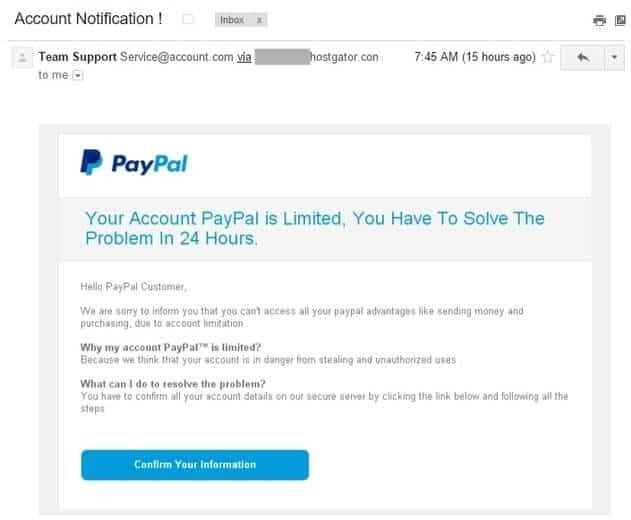 Account Notification !
Inbox x
Team Support Service@account.com via hostgator.con 7:45 AM (15 hours ago)
to me
PayPal
Your Account PayPal is Limited, You Have To Solve The
Problem In 24 Hours.
Hello PayPal Customer,
We are sorry to inform you that you can't access all your paypal advantages like sending money and
purchasing, due to account limitation.
Why my account PayPal™ is limited?
Because we think that your account is in danger from stealing and unauthorized uses
What can I do to resolve the problem?
You have to confirm all your account details on our secure server by clicking the link below and following all the
steps
Confirm Your Information